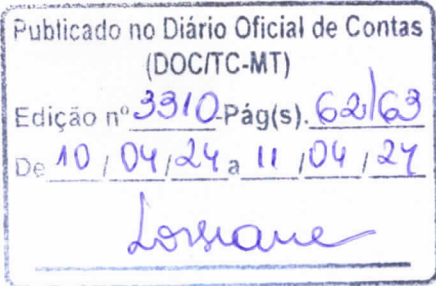 Publicado no Diário Oficial de Contas
(DOC/TC-MT)
Edição nº 3310-Pág(s). 62/63
De 10 / 04 / 24 a 11 / 04 / 24